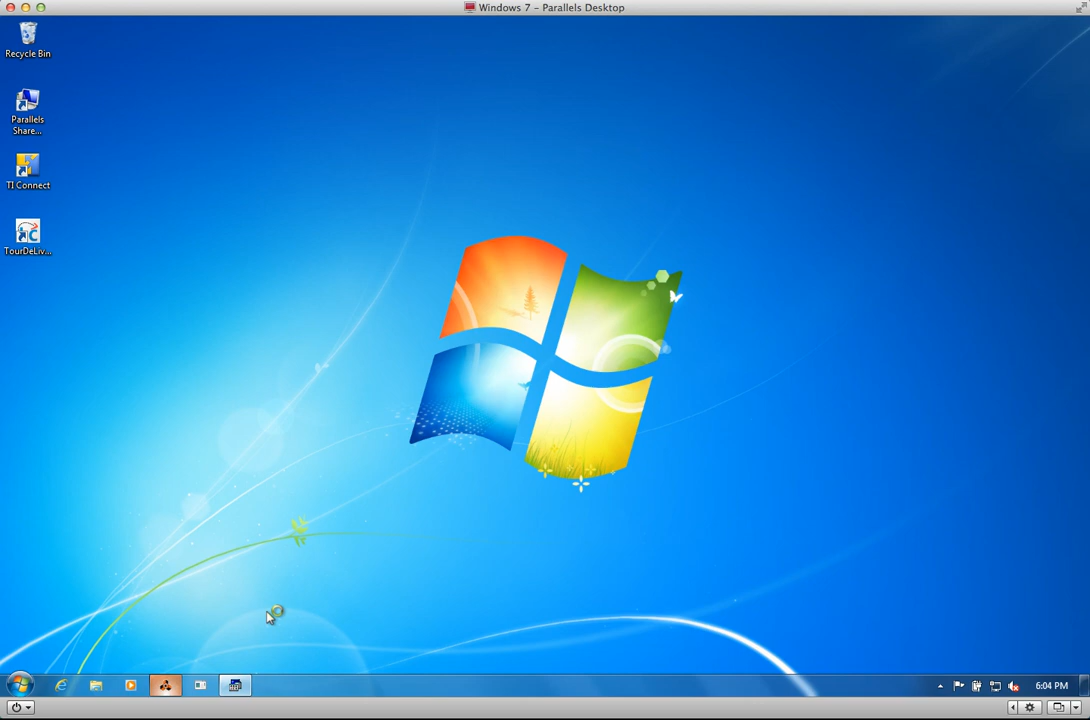 Windows 7 – Parallels Desktop
Recycle Bin
Parallels
Share...
TI Connect
TourDeLiv...
6:04 PM